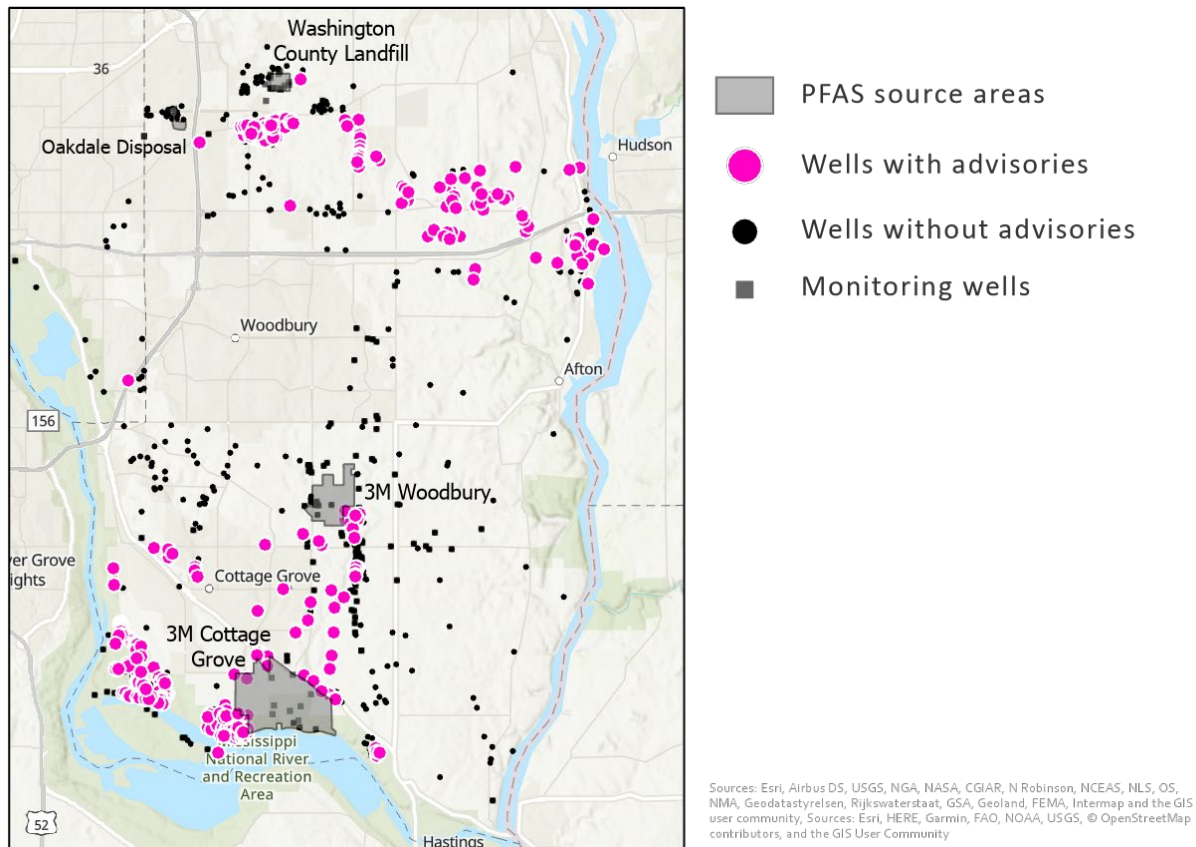 Washington
County Landfill
36
Oakdale Disposal
Hudson
Woodbury
Afton
156
3M Woodbury
ver Grove
ights
Cottage Grove
3M Cottage
Grove
Mississippi
National River
and Recreation
Area
52
Hastings
PFAS source areas
Wells with advisories
Wells without advisories
Monitoring wells
Sources: Esri, Airbus DS, USGS, NGA, NASA, CGIAR, N Robinson, NCEAS, NLS, OS,
NMA, Geodatastyrelsen, Rijkswaterstaat, GSA, Geoland, FEMA, Intermap and the GIS
user community, Sources: Esri, HERE, Garmin, FAO, NOAA, USGS, © OpenStreetMap
contributors, and the GIS User Community